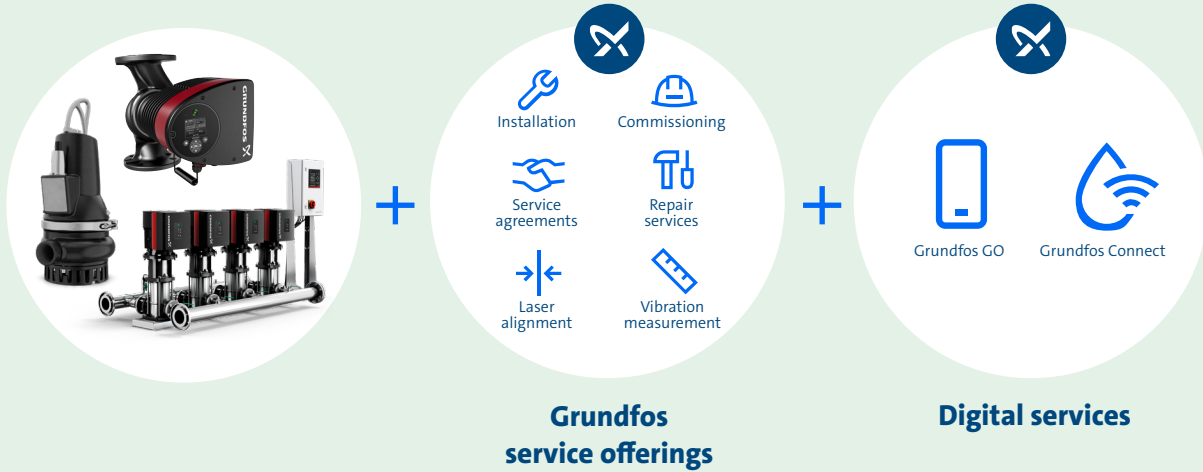 GRUNDFOS
Installation
Commissioning
Service
agreements
Repair
services
Laser
alignment
Vibration
measurement
Grundfos GO
Grundfos Connect
Grundfos
service offerings
Digital services